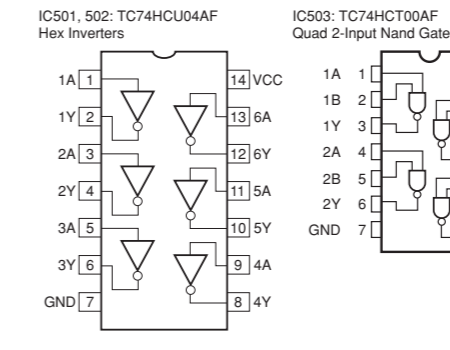 IC501, 502: TC74HCU04AF
Hex Inverters
1A 1
1Y 2
2A 3
2Y 4
3A 5
3Y 6
GND 7
14 VCC
13 6A
12 6Y
11 5A
10 5Y
9 4A
8 4Y
IC503: TC74HCT00AF
Quad 2-Input Nand Gate
1A 1
1B 2
1Y 3
2A 4
2B 5
2Y 6
GND 7